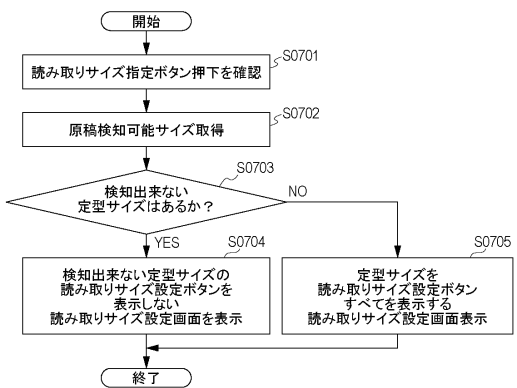 開始
S0701
読み取りサイズ指定ボタン押下を確認
S0702
原稿検知可能サイズ取得
S0703
検知出来ない
定型サイズはあるか？
NO
YES
S0704
検知出来ない定型サイズの
読み取りサイズ設定ボタンを
表示しない
読み取りサイズ設定画面を表示
S0705
定型サイズを
読み取りサイズ設定ボタン
すべてを表示する
読み取りサイズ設定画面表示
終了